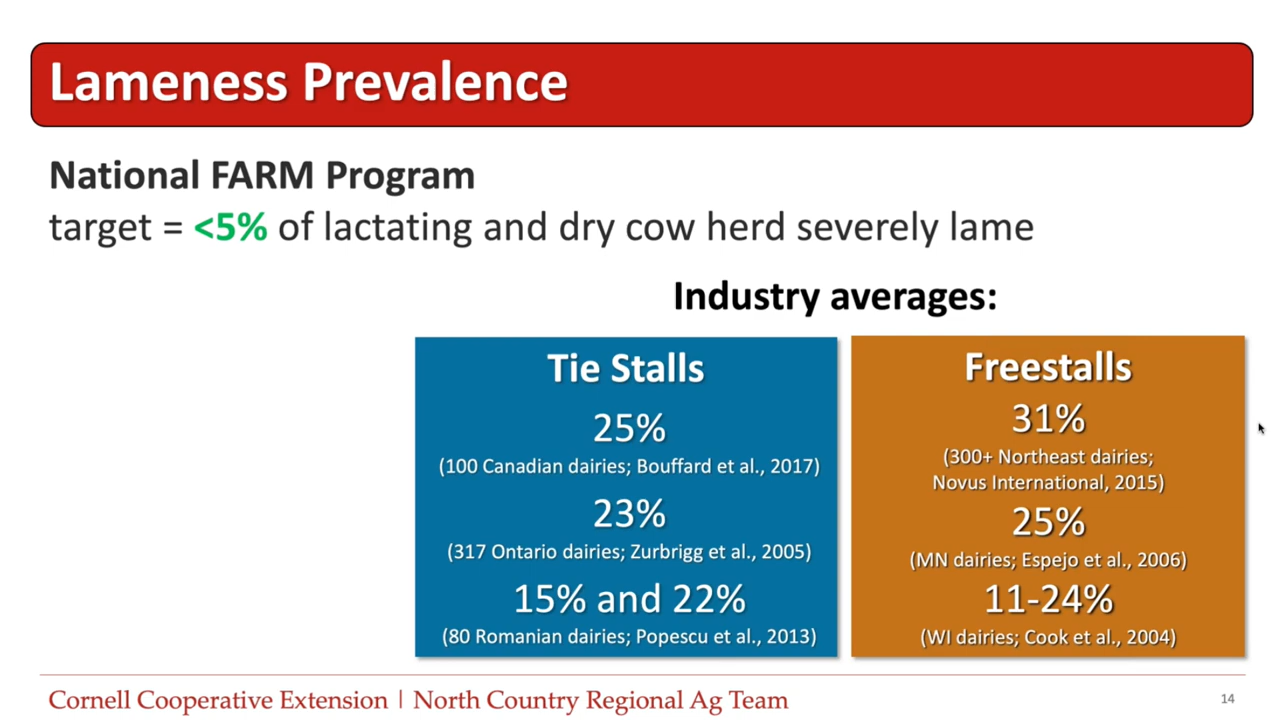 Lameness Prevalence
National FARM Program
target = <5% of lactating and dry cow herd severely lame
Industry averages:
Tie Stalls
25%
(100 Canadian dairies; Bouffard et al., 2017)
23%
(317 Ontario dairies; Zurbrigg et al., 2005)
15% and 22%
(80 Romanian dairies; Popescu et al., 2013)
Freestalls
31%
(300+ Northeast dairies;
Novus International, 2015)
25%
(MN dairies; Espejo et al., 2006)
11-24%
(WI dairies; Cook et al., 2004)
Cornell Cooperative Extension | North Country Regional Ag Team
14